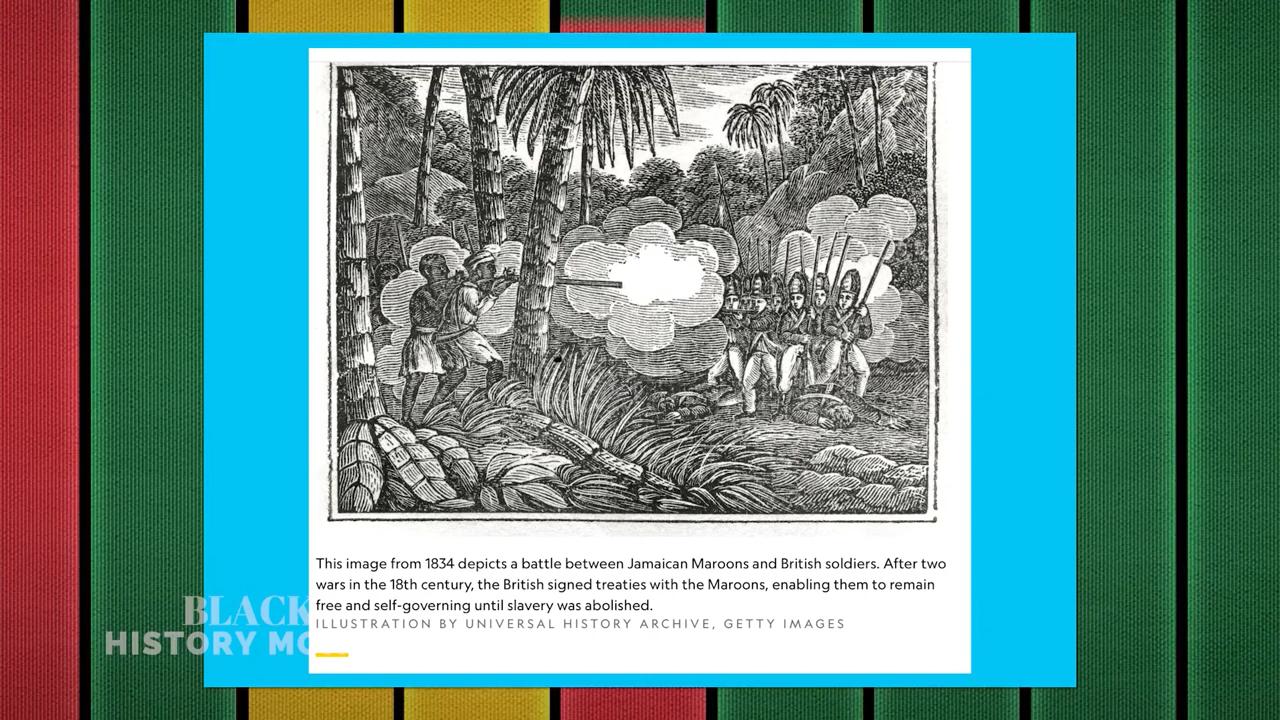 This image from 1834 depicts a battle between Jamaican Maroons and British soldiers. After two
wars in the 18th century, the British signed treaties with the Maroons, enabling them to remain
free and self-governing until slavery was abolished.
ILLUSTRATION BY UNIVERSAL HISTORY ARCHIVE, GETTY IMAGES
BLACK
HISTORY MO